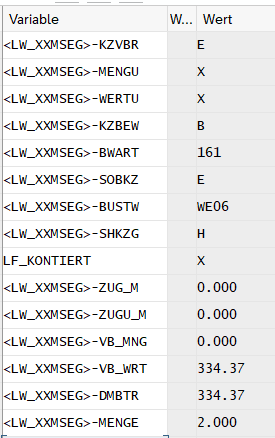 Variable W... Wert
<LW_XXMSEG>-KZVBR E
<LW_XXMSEG>-MENGU X
<LW_XXMSEG>-WERTU X
<LW_XXMSEG>-KZBEW B
<LW_XXMSEG>-BWART 161
<LW_XXMSEG>-SOBKZ E
<LW_XXMSEG>-BUSTW WE06
<LW_XXMSEG>-SHKZG H
LF_KONTIERT X
<LW_XXMSEG>-ZUG_M 0.000
<LW_XXMSEG>-ZUGU_M 0.000
<LW_XXMSEG>-VB_MNG 0.000
<LW_XXMSEG>-VB_WRT 334.37
<LW_XXMSEG>-DMBTR 334.37
<LW_XXMSEG>-MENGE 2.000